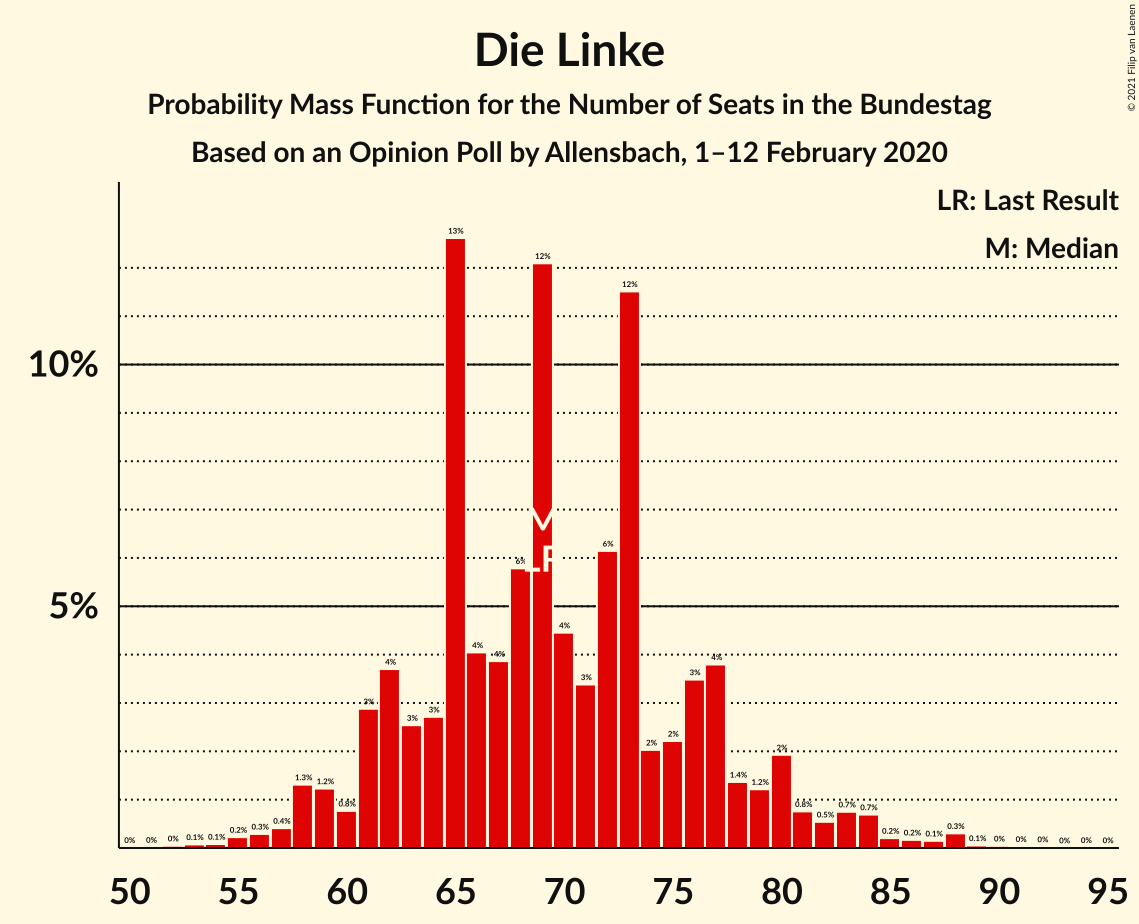 Die Linke
Probability Mass Function for the Number of Seats in the Bundestag
Based on an Opinion Poll by Allensbach, 1–12 February 2020
© 2021 Filip van Laenen
LR: Last Result
M: Median
10%
5%
0% 0% 0% 0.1% 0.1% 0.2% 0.3% 0.4% 1.3% 1.2% 0.8% 3% 4% 3% 3% 13% 4% 4% 6% 12% 4% 3% 6% 12% 2% 2% 3% 4% 1.4% 1.2% 2% 0.8% 0.5% 0.7% 0.7% 0.2% 0.2% 0.1% 0.3% 0.1% 0% 0% 0% 0% 0% 0%
M
LR
50 55 60 65 70 75 80 85 90 95